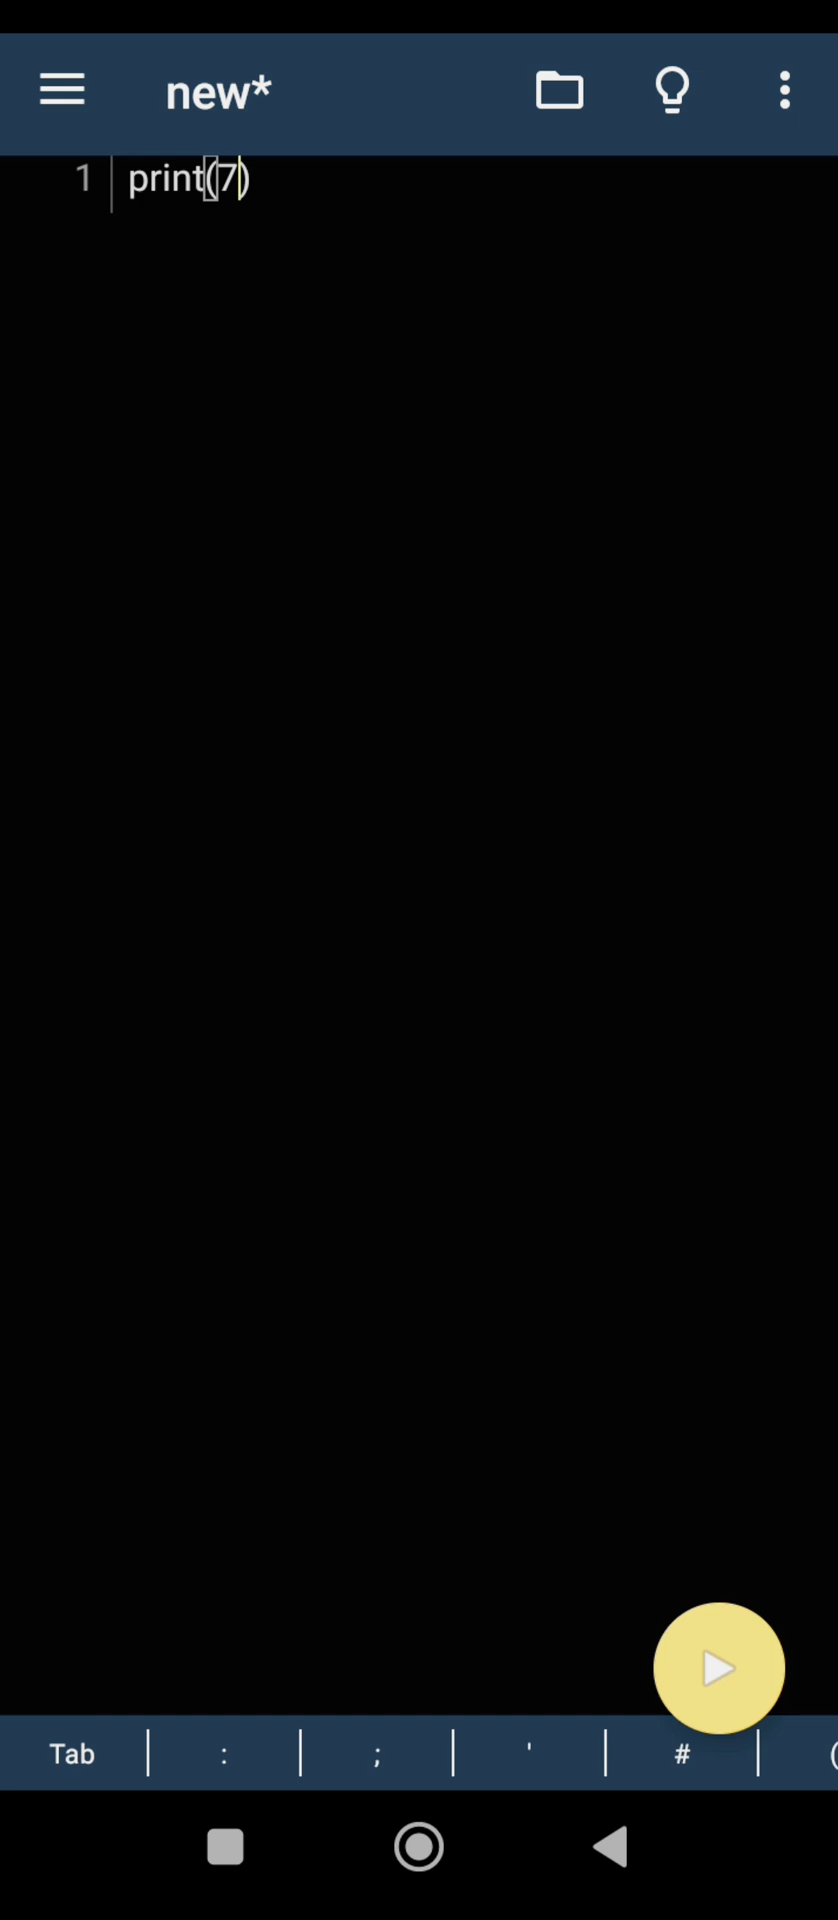 new*
1 print(7)
Tab : ; ' # (